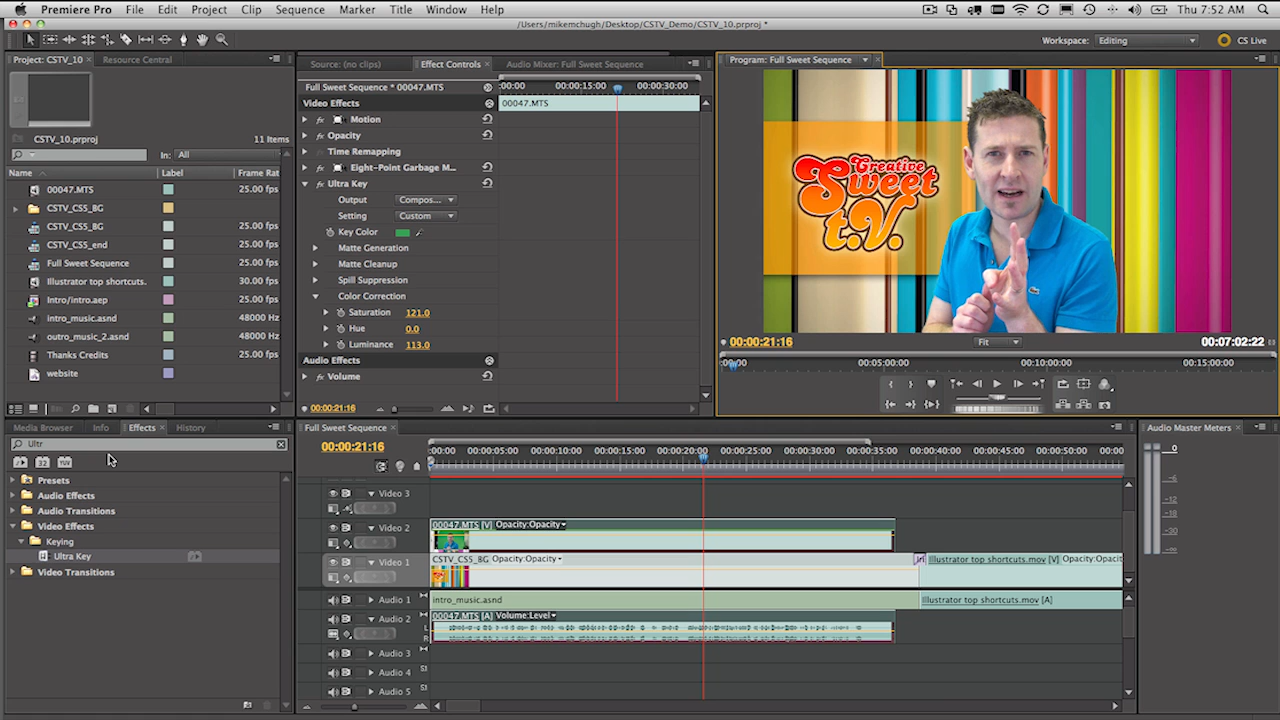 Premiere Pro File Edit Project Clip Sequence Marker Title Window Help Thu 7:52 AM
/Users/mikemchugh/Desktop/CSTV_Demo/CSTV_10.prproj *
Workspace: Editing CS Live
Project: CSTV_10 Resource Central
CSTV_10.prproj
11 Items
In: All
Name Label Frame Rat
00047.MTS 25.00 fps
CSTV_CS5_BG
CSTV_CS5_BG 25.00 fps
CSTV_CS5_end 25.00 fps
Full Sweet Sequence 25.00 fps
Illustrator top shortcuts. 30.00 fps
Intro/intro.aep 25.00 fps
intro_music.asnd 48000 Hz
outro_music_2.asnd 48000 Hz
Thanks Credits 25.00 fps
website 25.00 fps
Source: (no clips) Effect Controls Audio Mixer: Full Sweet Sequence
Full Sweet Sequence * 00047.MTS
:00:00 00:00:15:00 00:00:30:00
Video Effects 00047.MTS
fx Motion
fx Opacity
Time Remapping
fx Eight-Point Garbage M...
fx Ultra Key
Output Compos...
Setting Custom
Key Color
Matte Generation
Matte Cleanup
Spill Suppression
Color Correction
Saturation 121.0
Hue 0.0
Luminance 113.0
Audio Effects
fx Volume
00:00:21:16
Program: Full Sweet Sequence
Creative
Sweet
t.V.
00:00:21:16 Fit 00:07:02:22
00:00 00:05:00:00 00:10:00:00 00:15:00:00
Media Browser Info Effects History
Ultr
32 YUV
Presets
Audio Effects
Audio Transitions
Video Effects
Keying
Ultra Key
Video Transitions
Full Sweet Sequence
00:00:21:16
:00:00 00:00:05:00 00:00:10:00 00:00:15:00 00:00:20:00 00:00:25:00 00:00:30:00 00:00:35:00 00:00:40:00 00:00:45:00 00:00:50:00 00:00
Video 3
Video 2 00047.MTS [V] Opacity:Opacity
Video 1 CSTV_CS5_BG Opacity:Opacity Illustrator top shortcuts.mov [V] Opacity:Opacit
Audio 1 intro_music.asnd Illustrator top shortcuts.mov [A]
Audio 2 00047.MTS [A] Volume:Level
L
R
Audio 3
Audio 4
Audio 5
Audio Master Meters
0
-6
-12
-18
-30
-∞